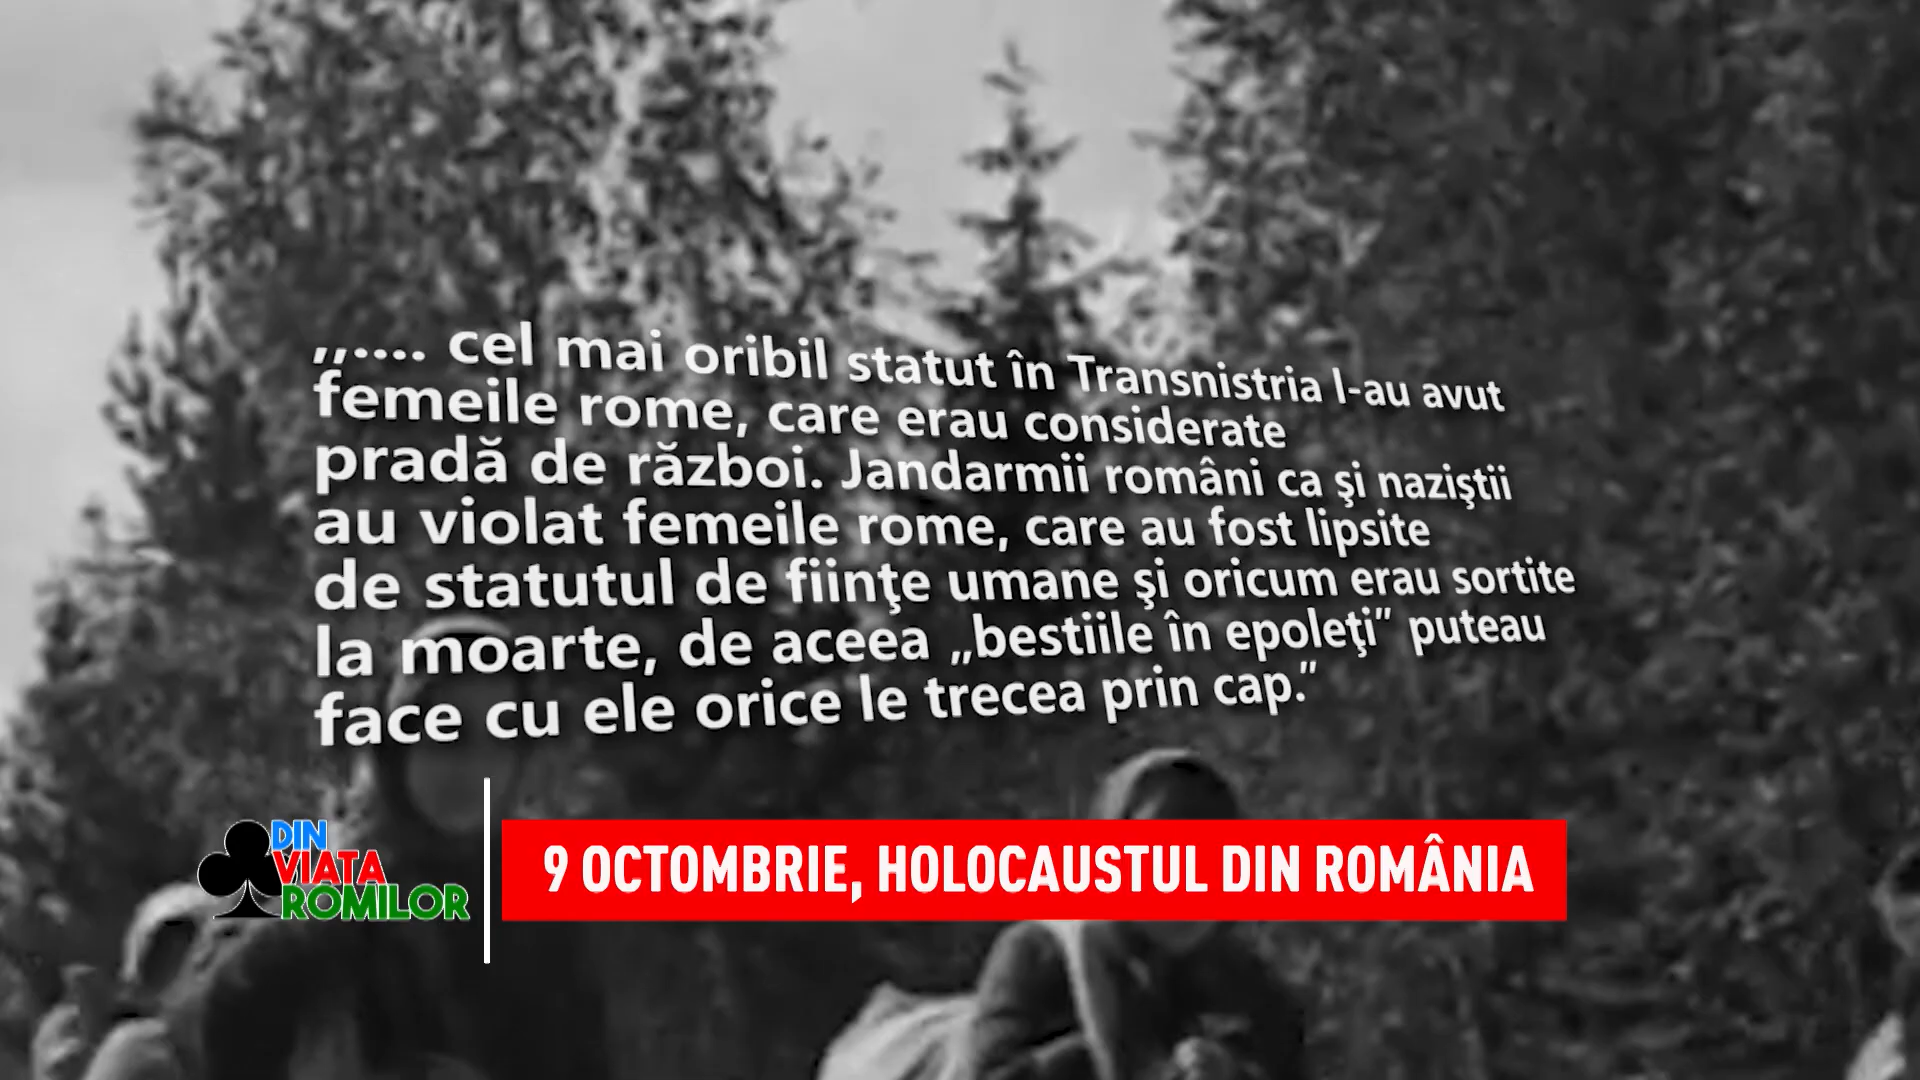 ,,.... cel mai oribil statut în Transnistria l-au avut
femeile rome, care erau considerate
pradă de război. Jandarmii români ca şi naziştii
au violat femeile rome, care au fost lipsite
de statutul de fiinţe umane şi oricum erau sortite
la moarte, de aceea „bestiile în epoleţi” puteau
face cu ele orice le trecea prin cap.”
DIN
VIATA
ROMILOR
9 OCTOMBRIE, HOLOCAUSTUL DIN ROMÂNIA